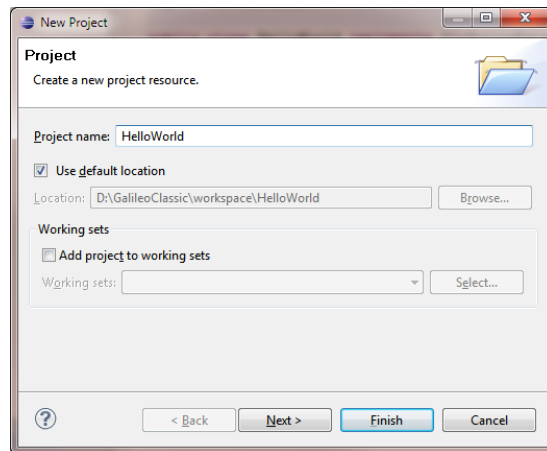 New Project
Project
Create a new project resource.
Project name: HelloWorld
Use default location
Location: D:\GalileoClassic\workspace\HelloWorld Browse...
Working sets
Add project to working sets
Working sets: Select...
? < Back Next > Finish Cancel